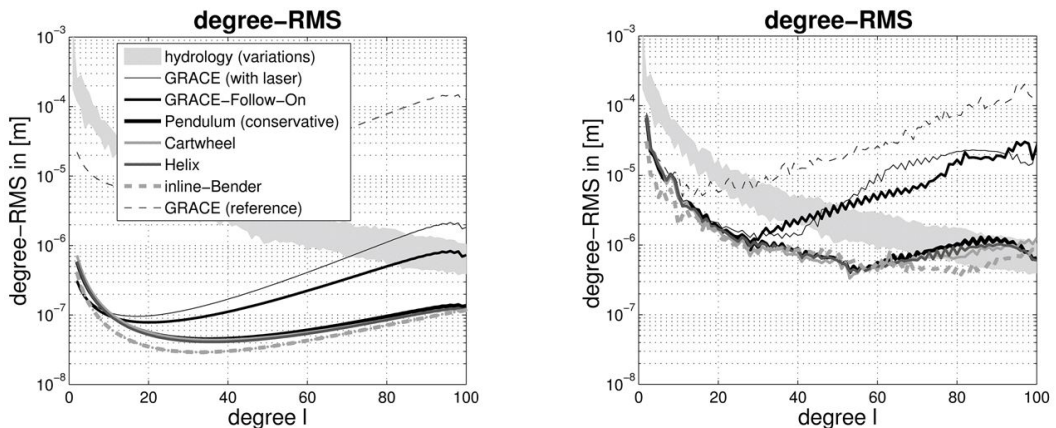 degree−RMS
10⁻³
10⁻⁴
10⁻⁵
10⁻⁶
10⁻⁷
10⁻⁸
degree−RMS in [m]
hydrology (variations)
GRACE (with laser)
GRACE−Follow−On
Pendulum (conservative)
Cartwheel
Helix
inline−Bender
GRACE (reference)
0 20 40 60 80 100
degree l
degree−RMS
10⁻³
10⁻⁴
10⁻⁵
10⁻⁶
10⁻⁷
10⁻⁸
degree−RMS in [m]
0 20 40 60 80 100
degree l